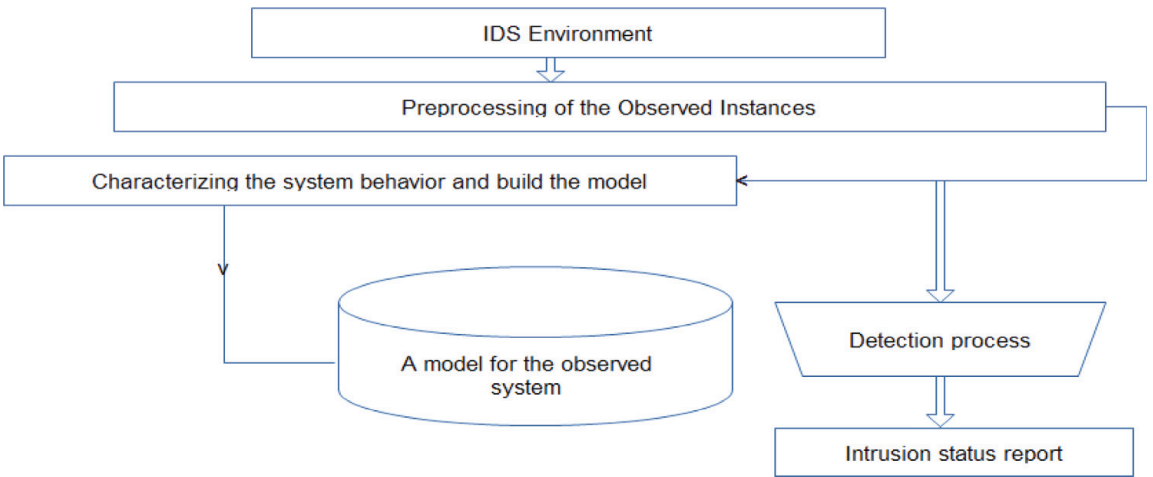 IDS Environment
Preprocessing of the Observed Instances
Characterizing the system behavior and build the model
A model for the observed
system
Detection process
Intrusion status report